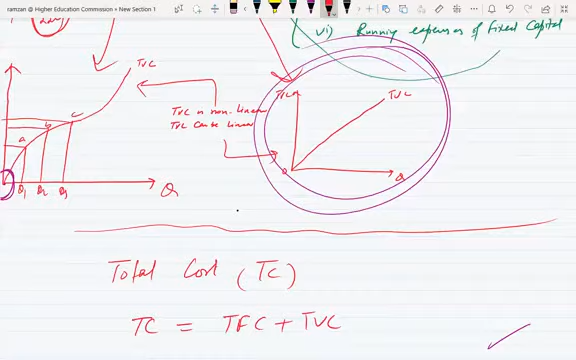 ramzan @ Higher Education Commission » New Section 1
vi) Running expenses of fixed Capital
TVC
TVC is non-linear
TVC can be linear
a
b
c
Q1 Q2 Q3
Q
TVC
TVC
0
Q
Total Cost (TC)
TC = TFC + TVC